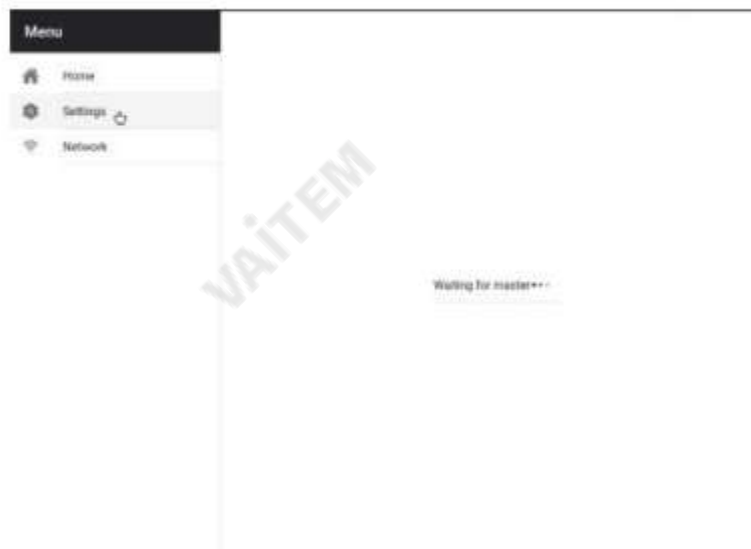 Menu
Home
Settings
Network
VAITEM
Waiting for master•••